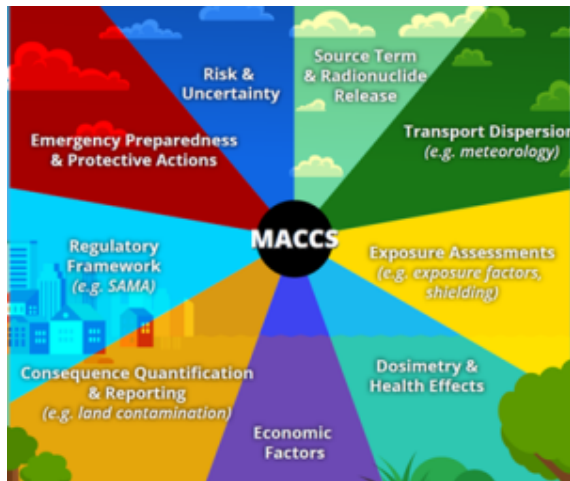 Risk &
Uncertainty
Source Term
& Radionuclide
Release
Emergency Preparedness
& Protective Actions
Transport Dispersion
(e.g. meteorology)
MACCS
Regulatory
Framework
(e.g. SAMA)
Exposure Assessments
(e.g. exposure factors,
shielding)
Consequence Quantification
& Reporting
(e.g. land contamination)
Dosimetry &
Health Effects
Economic
Factors